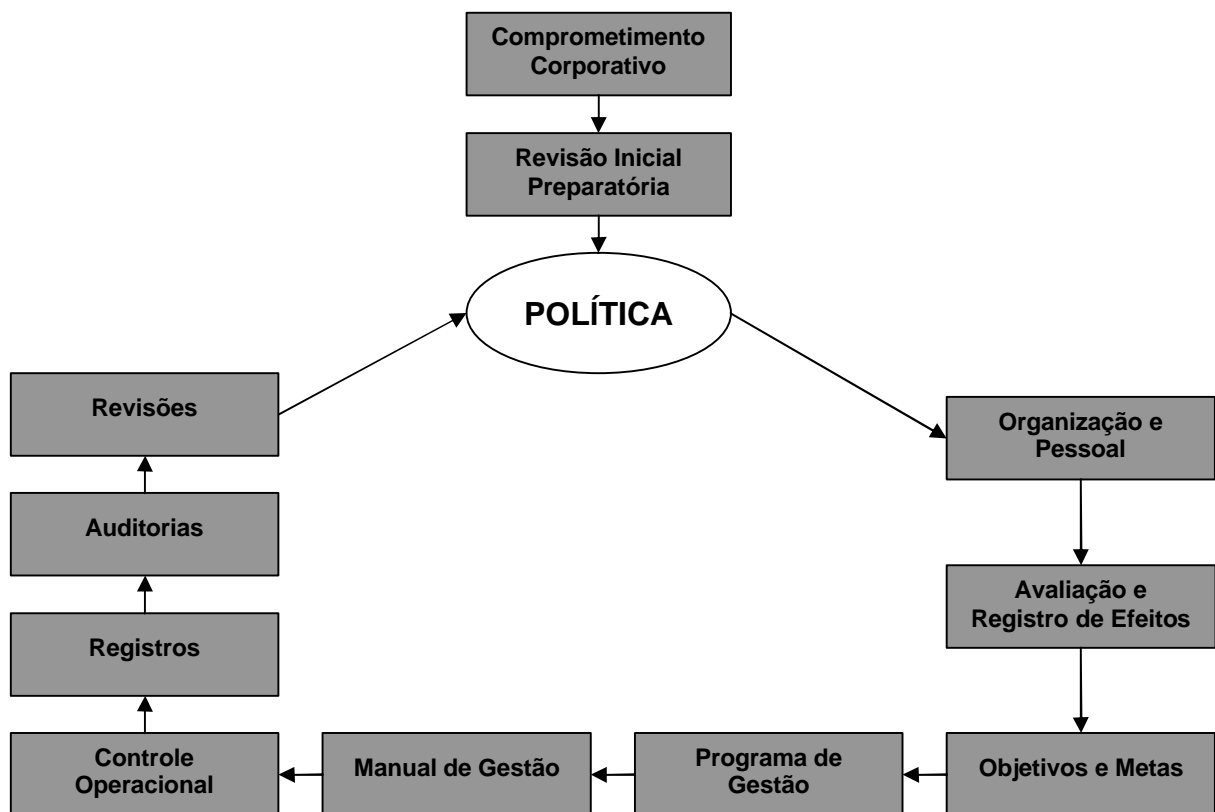 Comprometimento
Corporativo
Revisão Inicial
Preparatória
POLÍTICA
Revisões
Organização e
Pessoal
Auditorias
Avaliação e
Registro de Efeitos
Registros
Controle
Operacional
Manual de Gestão
Programa de
Gestão
Objetivos e Metas